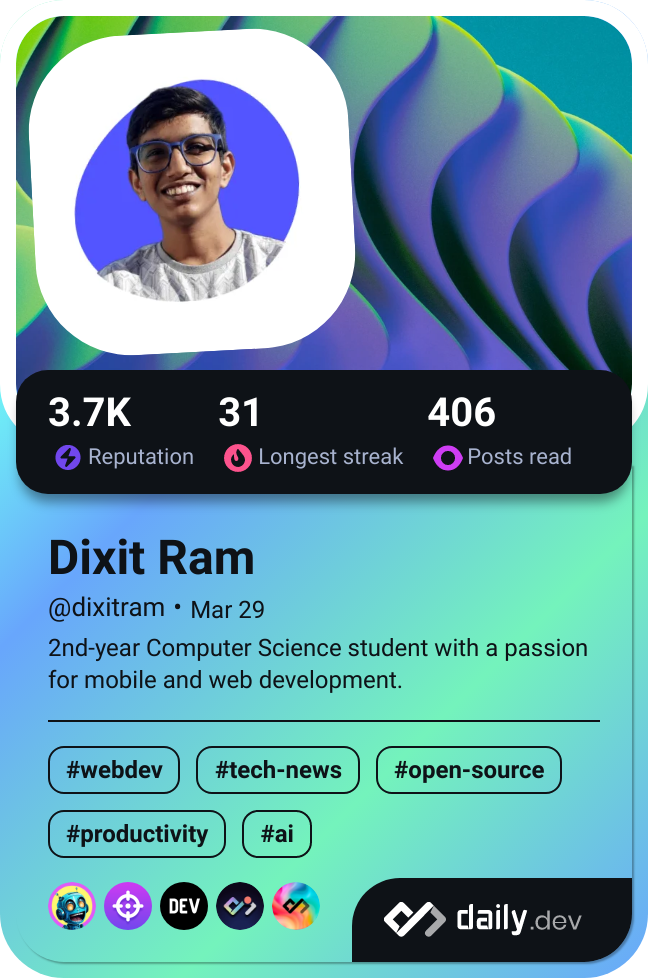 3.7K 31 406
Reputation Longest streak Posts read
Dixit Ram
@dixitram • Mar 29
2nd-year Computer Science student with a passion
for mobile and web development.
#webdev #tech-news #open-source
#productivity #ai
DEV
daily.dev